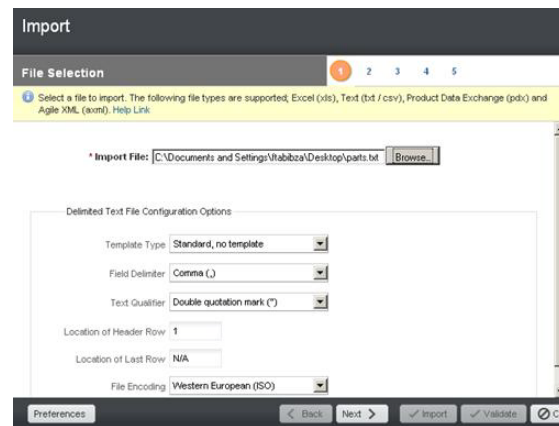 Import
File Selection 1 2 3 4 5
Select a file to import. The following file types are supported; Excel (xls), Text (txt / csv), Product Data Exchange (pdx) and
Agile XML (axml). Help Link
* Import File: C:\Documents and Settings\ftabibza\Desktop\parts.txt Browse...
Delimited Text File Configuration Options
Template Type Standard, no template
Field Delimiter Comma (,)
Text Qualifier Double quotation mark (")
Location of Header Row 1
Location of Last Row N/A
File Encoding Western European (ISO)
Preferences < Back Next > Import Validate C